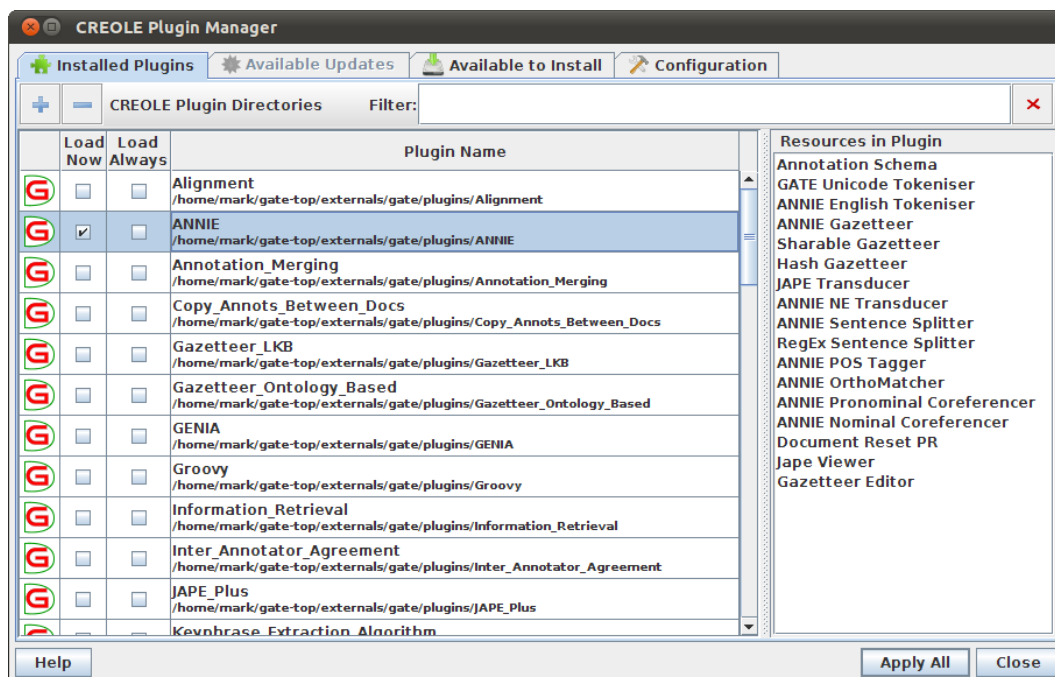 CREOLE Plugin Manager
Installed Plugins
Available Updates
Available to Install
Configuration
CREOLE Plugin Directories
Filter:
Load Now
Load Always
Plugin Name
G
Alignment
/home/mark/gate-top/externals/gate/plugins/Alignment
G
ANNIE
/home/mark/gate-top/externals/gate/plugins/ANNIE
G
Annotation_Merging
/home/mark/gate-top/externals/gate/plugins/Annotation_Merging
G
Copy_Annots_Between_Docs
/home/mark/gate-top/externals/gate/plugins/Copy_Annots_Between_Docs
G
Gazetteer_LKB
/home/mark/gate-top/externals/gate/plugins/Gazetteer_LKB
G
Gazetteer_Ontology_Based
/home/mark/gate-top/externals/gate/plugins/Gazetteer_Ontology_Based
G
GENIA
/home/mark/gate-top/externals/gate/plugins/GENIA
G
Groovy
/home/mark/gate-top/externals/gate/plugins/Groovy
G
Information_Retrieval
/home/mark/gate-top/externals/gate/plugins/Information_Retrieval
G
Inter_Annotator_Agreement
/home/mark/gate-top/externals/gate/plugins/Inter_Annotator_Agreement
G
JAPE_Plus
/home/mark/gate-top/externals/gate/plugins/JAPE_Plus
Keyphrase_Extraction_Algorithm
Resources in Plugin
Annotation Schema
GATE Unicode Tokeniser
ANNIE English Tokeniser
ANNIE Gazetteer
Sharable Gazetteer
Hash Gazetteer
JAPE Transducer
ANNIE NE Transducer
ANNIE Sentence Splitter
RegEx Sentence Splitter
ANNIE POS Tagger
ANNIE OrthoMatcher
ANNIE Pronominal Coreferencer
ANNIE Nominal Coreferencer
Document Reset PR
Jape Viewer
Gazetteer Editor
Help
Apply All
Close